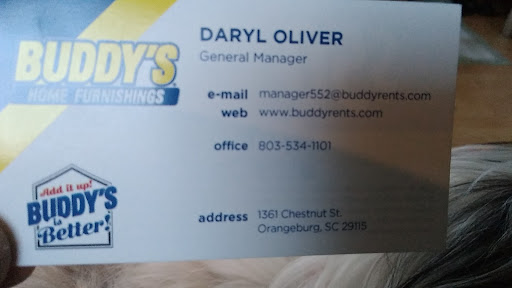 BUDDY'S
HOME FURNISHINGS
DARYL OLIVER
General Manager
e-mail manager552@buddyrents.com
web www.buddyrents.com
office 803-534-1101
Add it up!
BUDDY'S
is
Better!
address 1361 Chestnut St.
Orangeburg, SC 29115